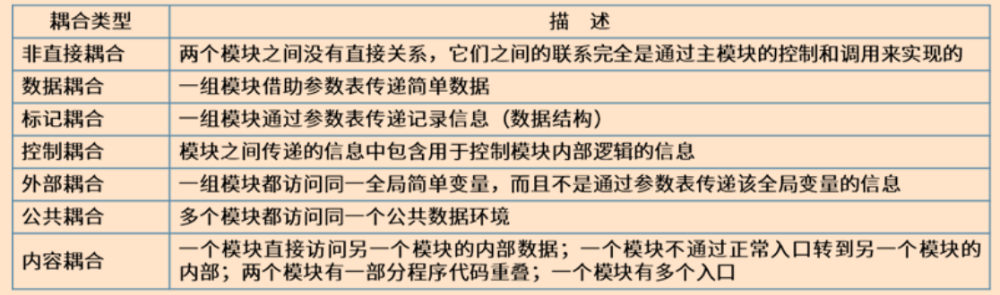 耦合类型 描 述
非直接耦合 两个模块之间没有直接关系，它们之间的联系完全是通过主模块的控制和调用来实现的
数据耦合 一组模块借助参数表传递简单数据
标记耦合 一组模块通过参数表传递记录信息（数据结构）
控制耦合 模块之间传递的信息中包含用于控制模块内部逻辑的信息
外部耦合 一组模块都访问同一全局简单变量，而且不是通过参数表传递该全局变量的信息
公共耦合 多个模块都访问同一个公共数据环境
内容耦合 一个模块直接访问另一个模块的内部数据；一个模块不通过正常入口转到另一个模块的
内部；两个模块有一部分程序代码重叠；一个模块有多个入口